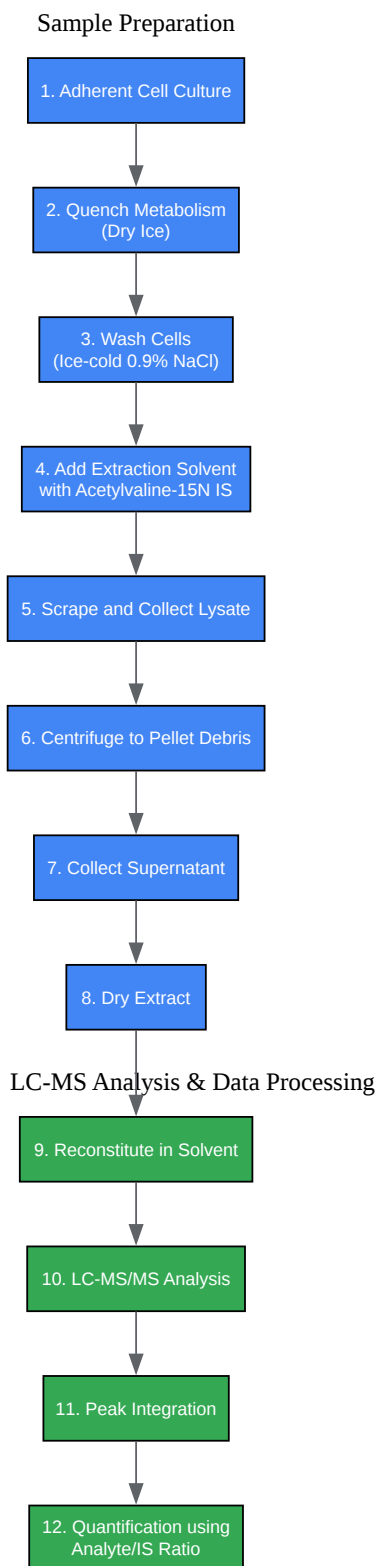 Sample Preparation
1. Adherent Cell Culture
2. Quench Metabolism
(Dry Ice)
3. Wash Cells
(Ice-cold 0.9% NaCl)
4. Add Extraction Solvent
with Acetylvaline-15N IS
5. Scrape and Collect Lysate
6. Centrifuge to Pellet Debris
7. Collect Supernatant
8. Dry Extract
LC-MS Analysis & Data Processing
9. Reconstitute in Solvent
10. LC-MS/MS Analysis
11. Peak Integration
12. Quantification using
Analyte/IS Ratio